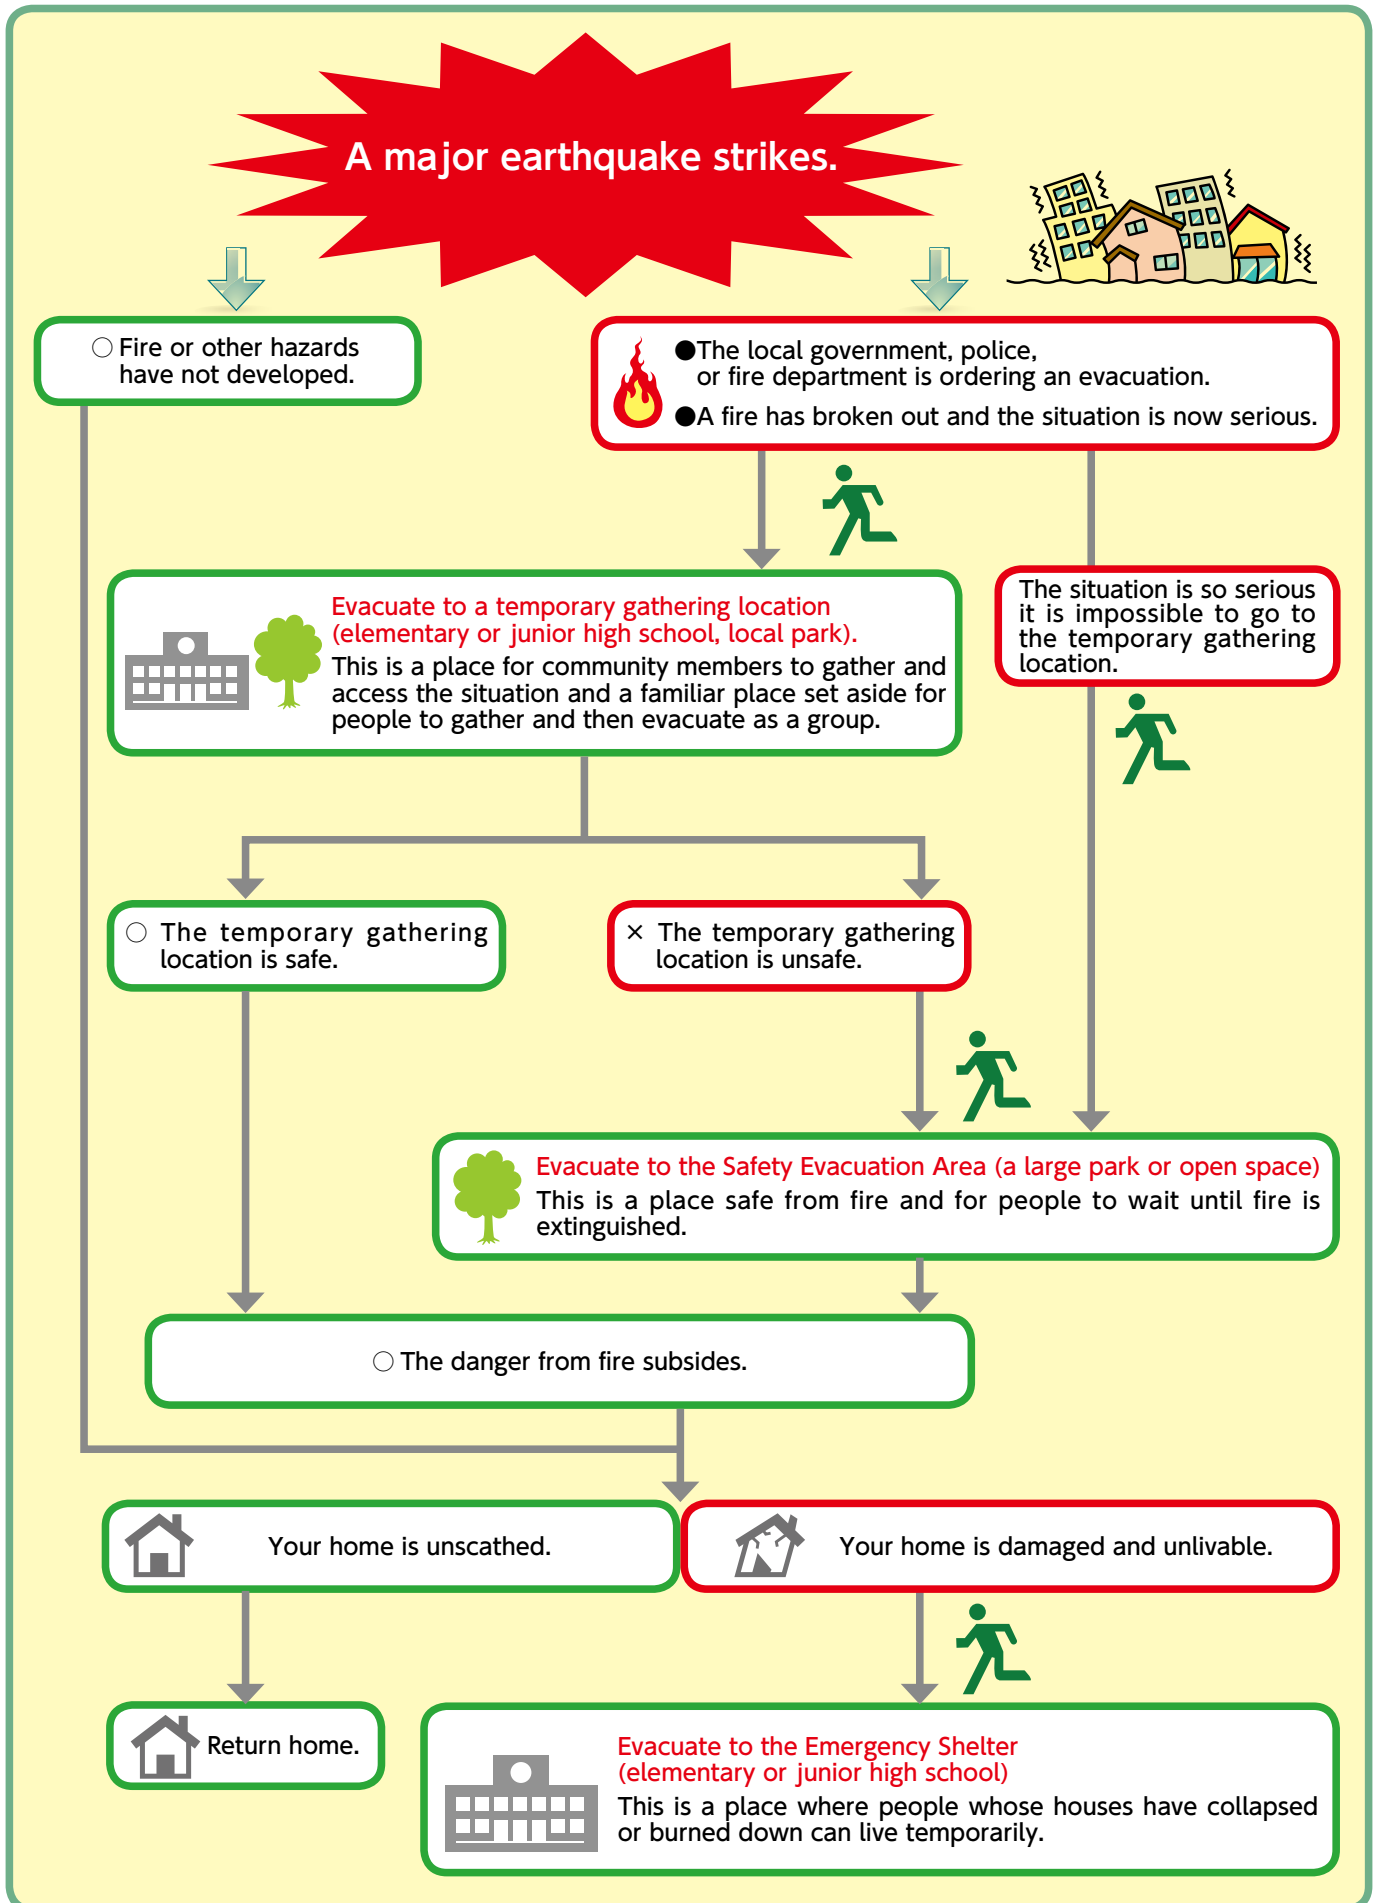 A major earthquake strikes.
○ Fire or other hazards
have not developed.
●The local government, police,
or fire department is ordering an evacuation.
●A fire has broken out and the situation is now serious.
Evacuate to a temporary gathering location
(elementary or junior high school, local park).
This is a place for community members to gather and
access the situation and a familiar place set aside for
people to gather and then evacuate as a group.
The situation is so serious
it is impossible to go to
the temporary gathering
location.
○ The temporary gathering
location is safe.
× The temporary gathering
location is unsafe.
Evacuate to the Safety Evacuation Area (a large park or open space)
This is a place safe from fire and for people to wait until fire is
extinguished.
○ The danger from fire subsides.
Your home is unscathed.
Your home is damaged and unlivable.
Return home.
Evacuate to the Emergency Shelter
(elementary or junior high school)
This is a place where people whose houses have collapsed
or burned down can live temporarily.